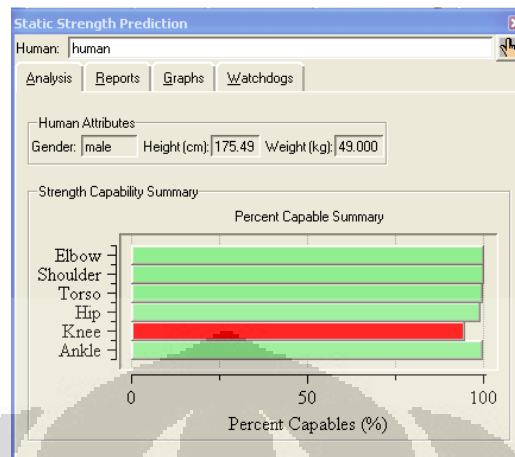 Static Strength Prediction
Human: human
Analysis Reports Graphs Watchdogs
Human Attributes
Gender: male Height (cm): 175.49 Weight (kg): 49.000
Strength Capability Summary
Percent Capable Summary
Elbow
Shoulder
Torso
Hip
Knee
Ankle
0 50 100
Percent Capables (%)